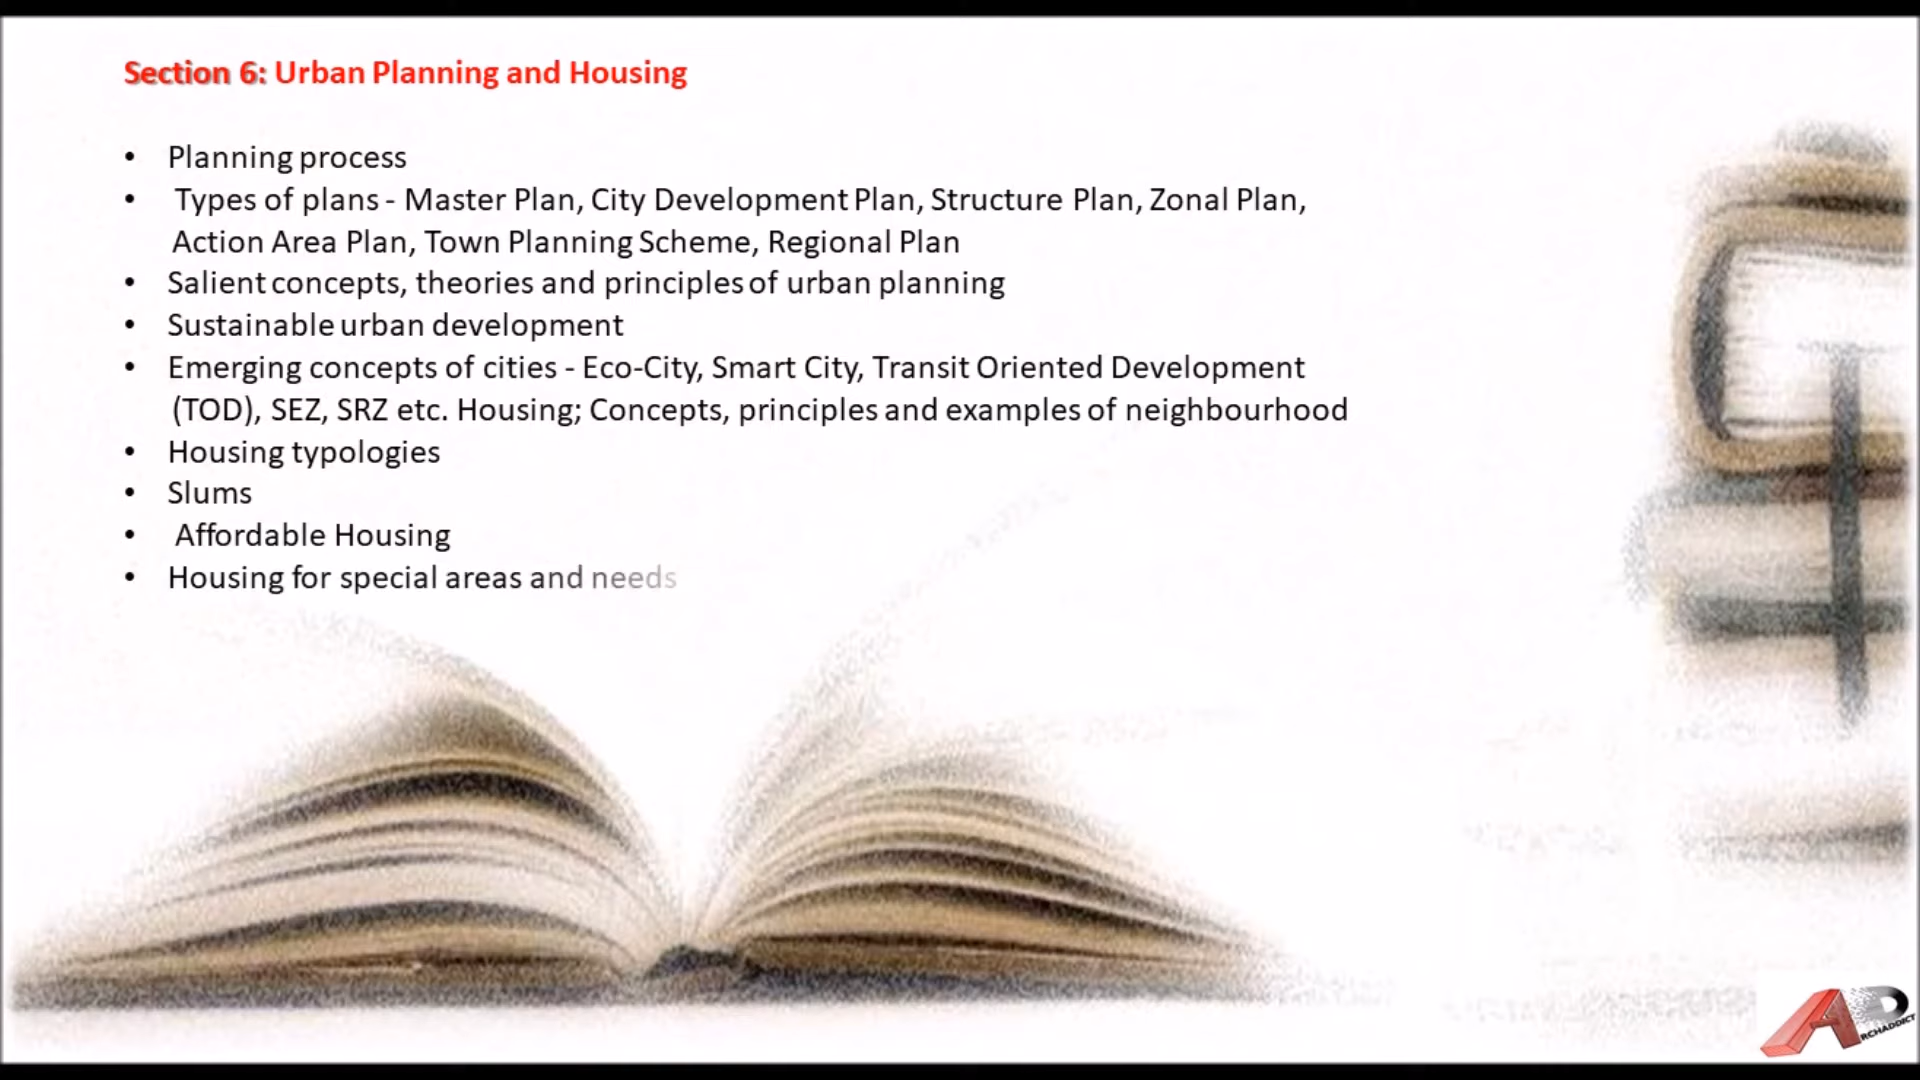 Section 6: Urban Planning and Housing
• Planning process
• Types of plans - Master Plan, City Development Plan, Structure Plan, Zonal Plan,
Action Area Plan, Town Planning Scheme, Regional Plan
• Salient concepts, theories and principles of urban planning
• Sustainable urban development
• Emerging concepts of cities - Eco-City, Smart City, Transit Oriented Development
(TOD), SEZ, SRZ etc. Housing; Concepts, principles and examples of neighbourhood
• Housing typologies
• Slums
• Affordable Housing
• Housing for special areas and needs
AD
RCHADDICT